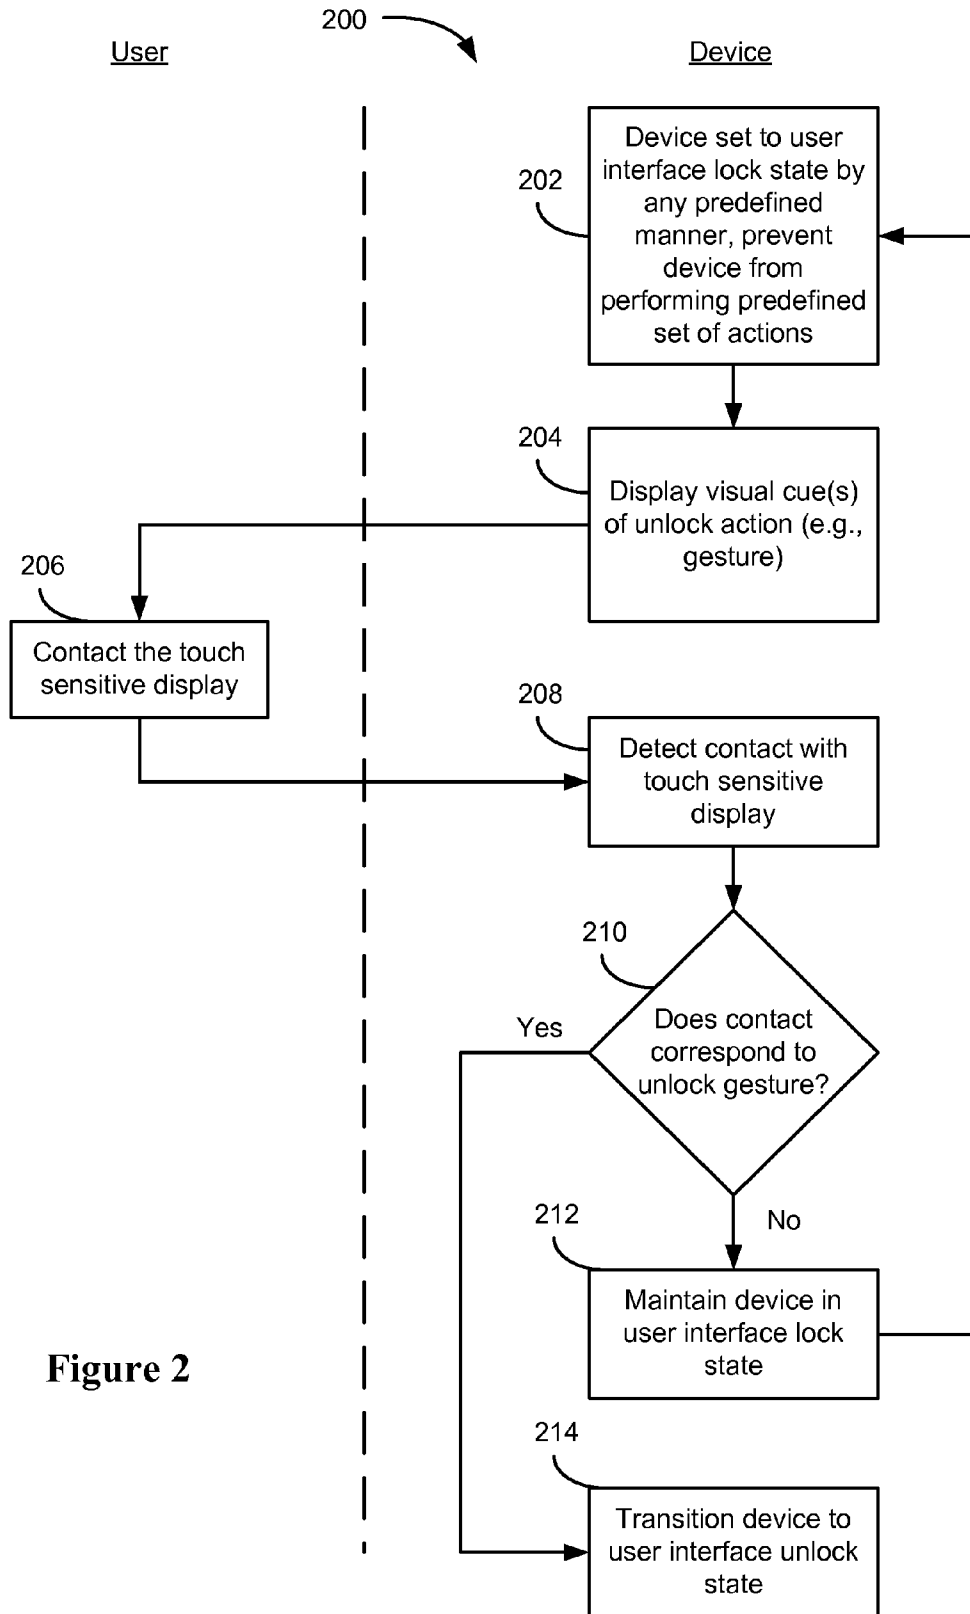 200
User
Device
202
Device set to user
interface lock state by
any predefined
manner, prevent
device from
performing predefined
set of actions
204
Display visual cue(s)
of unlock action (e.g.,
gesture)
206
Contact the touch
sensitive display
208
Detect contact with
touch sensitive
display
210
Does contact
correspond to
unlock gesture?
Yes
No
212
Maintain device in
user interface lock
state
Figure 2
214
Transition device to
user interface unlock
state